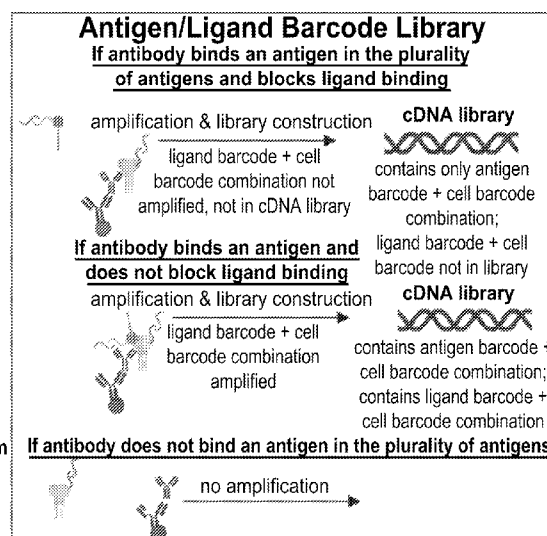 Antigen/Ligand Barcode Library
If antibody binds an antigen in the plurality
of antigens and blocks ligand binding
amplification & library construction
ligand barcode + cell
barcode combination not
amplified, not in cDNA library
cDNA library
contains only antigen
barcode + cell barcode
combination;
ligand barcode + cell
barcode not in library
If antibody binds an antigen and
does not block ligand binding
amplification & library construction
ligand barcode + cell
barcode combination
amplified
cDNA library
contains antigen barcode +
cell barcode combination;
contains ligand barcode +
cell barcode combination
If antibody does not bind an antigen in the plurality of antigens
no amplification